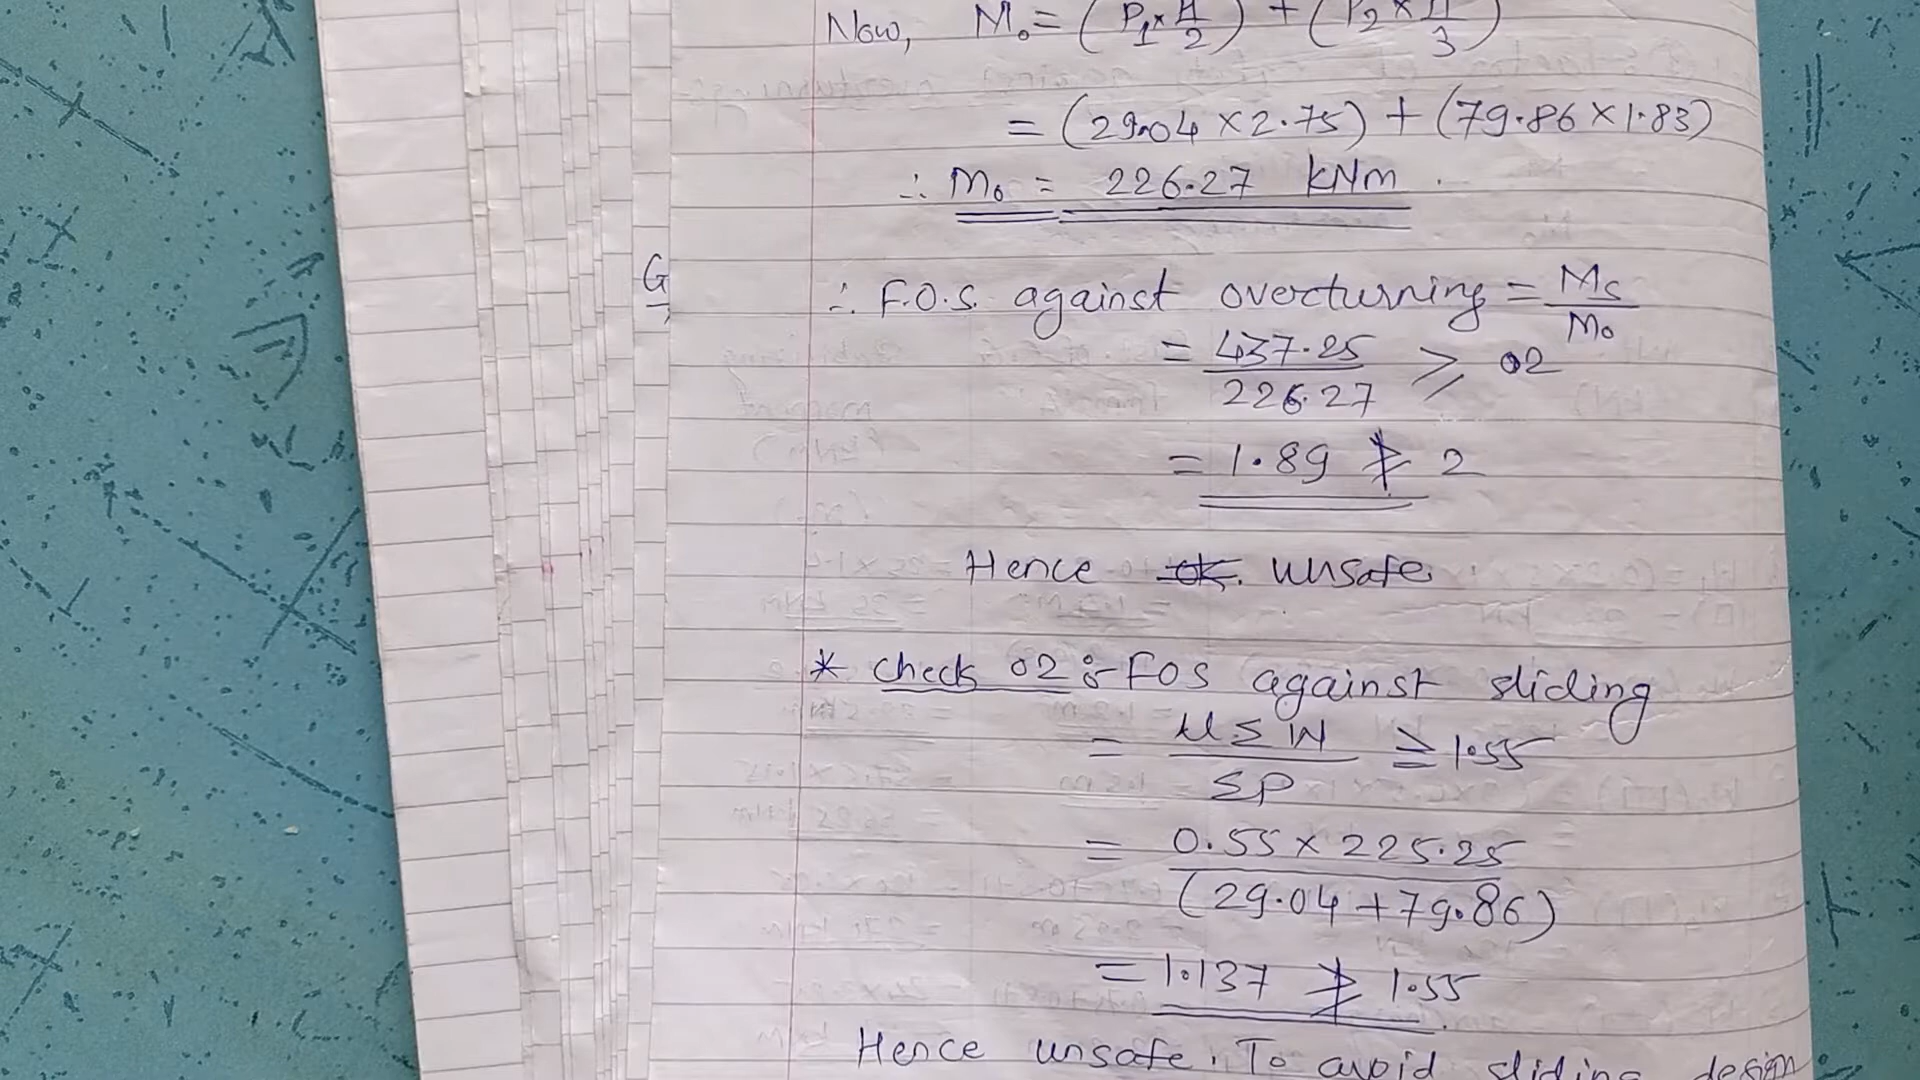 Now, M₀ = (P₁ × H/2) + (P₂ × H/3)
= (29.04 × 2.75) + (79.86 × 1.83)
∴ M₀ = 226.27 kNm.
G
∴ F.O.S. against overturning = Ms/M₀
= 437.25/226.27 ≥ 02
= 1.89 ≱ 2
Hence ok. unsafe.
* Check 02 :- FOS against sliding
= μΣW/ΣP ≥ 1.55
= 0.55 × 225.25/(29.04 + 79.86)
= 1.137 ≱ 1.55
Hence unsafe. To avoid sliding design